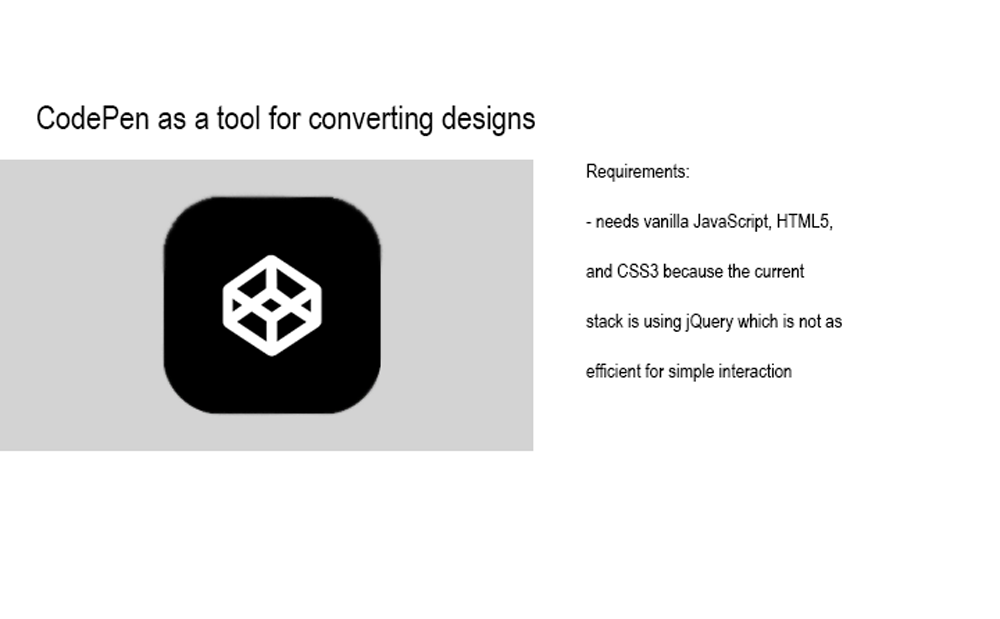 CodePen as a tool for converting designs
Requirements:
- needs vanilla JavaScript, HTML5,
and CSS3 because the current
stack is using jQuery which is not as
efficient for simple interaction